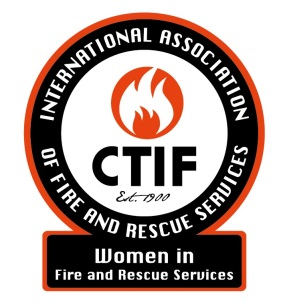 INTERNATIONAL ASSOCIATION
OF FIRE AND RESCUE SERVICES
CTIF
Est. 1900
Women in
Fire and Rescue Services